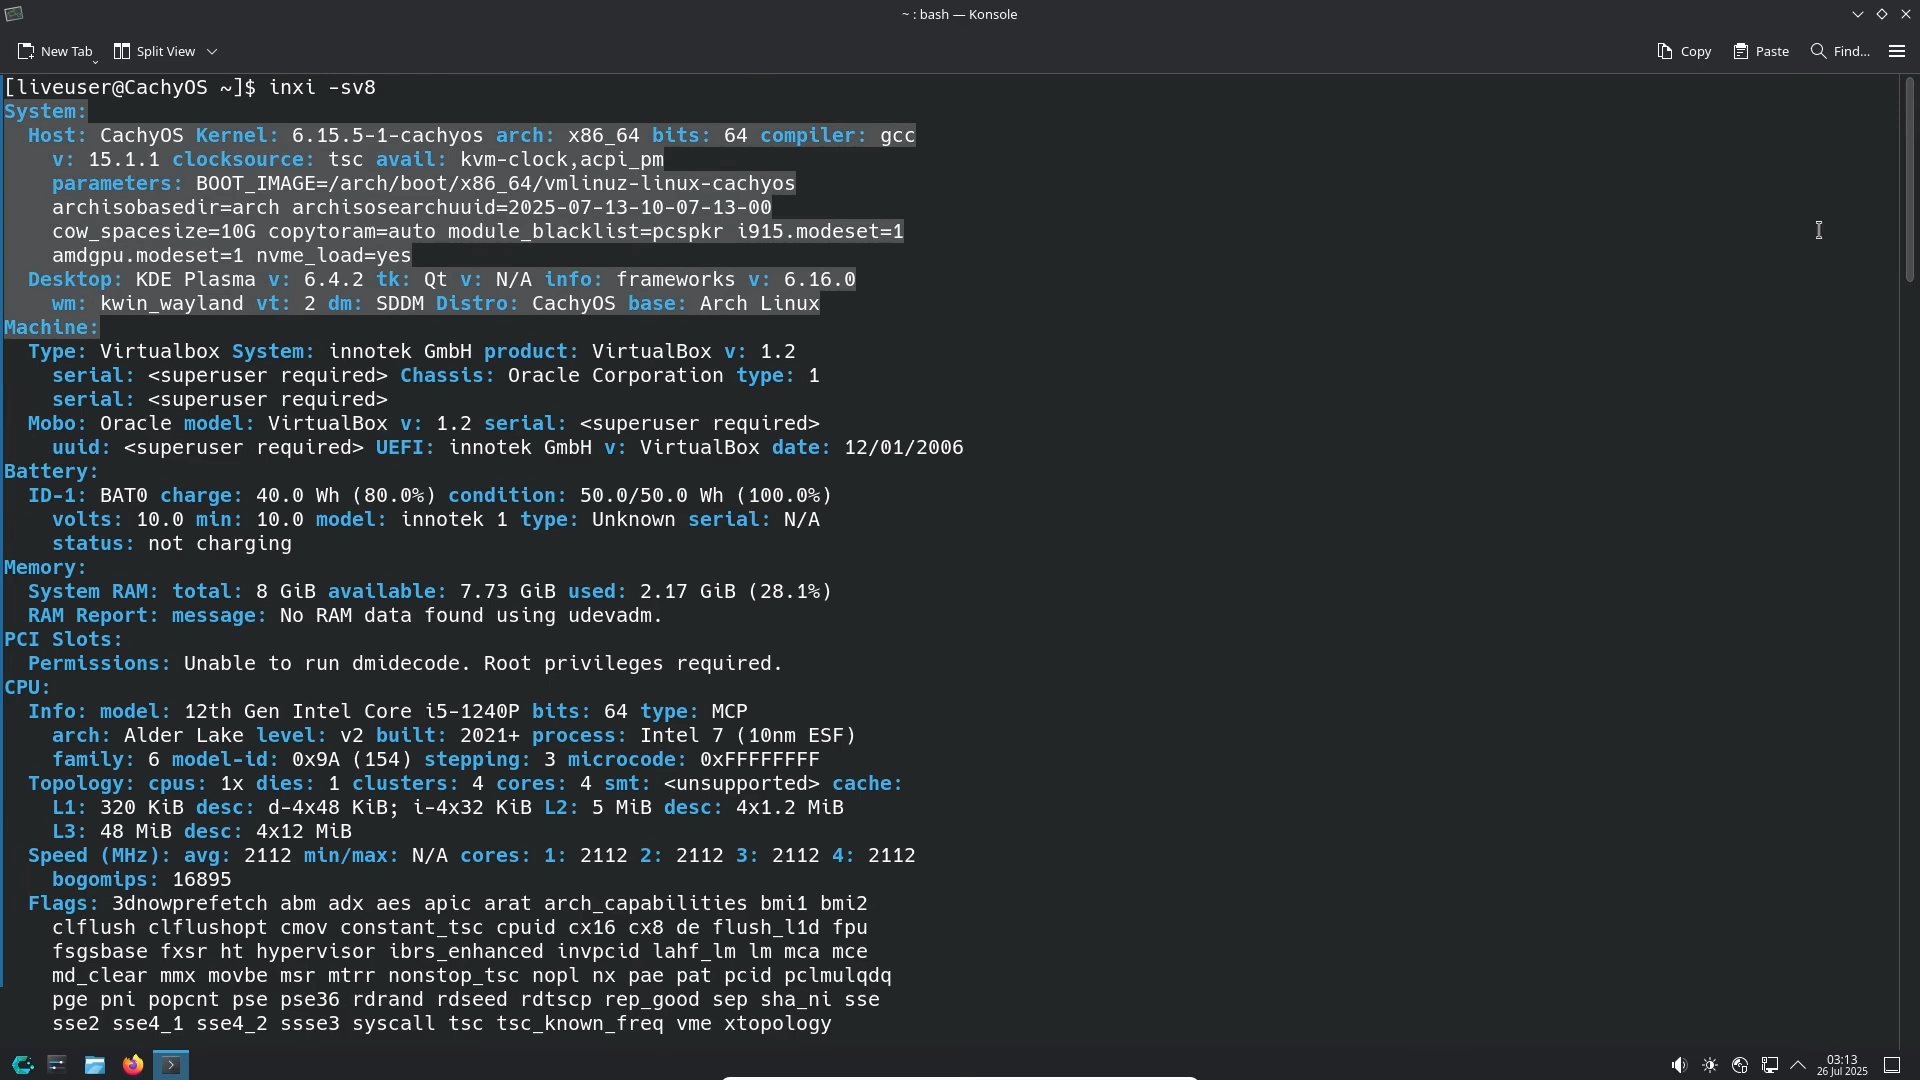 ~ : bash — Konsole
New Tab
Split View
Copy
Paste
Find...
[liveuser@CachyOS ~]$ inxi -sv8
System:
Host: CachyOS Kernel: 6.15.5-1-cachyos arch: x86_64 bits: 64 compiler: gcc
v: 15.1.1 clocksource: tsc avail: kvm-clock,acpi_pm
parameters: BOOT_IMAGE=/arch/boot/x86_64/vmlinuz-linux-cachyos
archisobasedir=arch archisosearchuuid=2025-07-13-10-07-13-00
cow_spacesize=10G copytoram=auto module_blacklist=pcspkr i915.modeset=1
amdgpu.modeset=1 nvme_load=yes
Desktop: KDE Plasma v: 6.4.2 tk: Qt v: N/A info: frameworks v: 6.16.0
wm: kwin_wayland vt: 2 dm: SDDM Distro: CachyOS base: Arch Linux
Machine:
Type: Virtualbox System: innotek GmbH product: VirtualBox v: 1.2
serial: <superuser required> Chassis: Oracle Corporation type: 1
serial: <superuser required>
Mobo: Oracle model: VirtualBox v: 1.2 serial: <superuser required>
uuid: <superuser required> UEFI: innotek GmbH v: VirtualBox date: 12/01/2006
Battery:
ID-1: BAT0 charge: 40.0 Wh (80.0%) condition: 50.0/50.0 Wh (100.0%)
volts: 10.0 min: 10.0 model: innotek 1 type: Unknown serial: N/A
status: not charging
Memory:
System RAM: total: 8 GiB available: 7.73 GiB used: 2.17 GiB (28.1%)
RAM Report: message: No RAM data found using udevadm.
PCI Slots:
Permissions: Unable to run dmidecode. Root privileges required.
CPU:
Info: model: 12th Gen Intel Core i5-1240P bits: 64 type: MCP
arch: Alder Lake level: v2 built: 2021+ process: Intel 7 (10nm ESF)
family: 6 model-id: 0x9A (154) stepping: 3 microcode: 0xFFFFFFFF
Topology: cpus: 1x dies: 1 clusters: 4 cores: 4 smt: <unsupported> cache:
L1: 320 KiB desc: d-4x48 KiB; i-4x32 KiB L2: 5 MiB desc: 4x1.2 MiB
L3: 48 MiB desc: 4x12 MiB
Speed (MHz): avg: 2112 min/max: N/A cores: 1: 2112 2: 2112 3: 2112 4: 2112
bogomips: 16895
Flags: 3dnowprefetch abm adx aes apic arat arch_capabilities bmi1 bmi2
clflush clflushopt cmov constant_tsc cpuid cx16 cx8 de flush_l1d fpu
fsgsbase fxsr ht hypervisor ibrs_enhanced invpcid lahf_lm lm mca mce
md_clear mmx movbe msr mtrr nonstop_tsc nopl nx pae pat pcid pclmulqdq
pge pni popcnt pse pse36 rdrand rdseed rdtscp rep_good sep sha_ni sse
sse2 sse4_1 sse4_2 ssse3 syscall tsc tsc_known_freq vme xtopology
03:13
26 Jul 2025